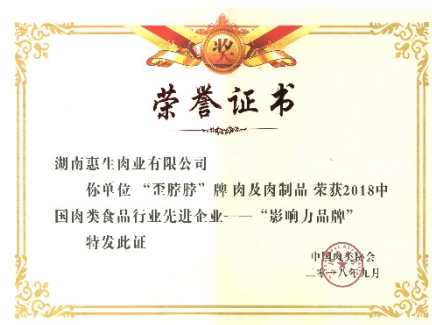 奖
荣誉证书
湖南惠生肉业有限公司
你单位 “歪脖脖”牌 肉及肉制品 荣获2018中
国肉类食品行业先进企业——“影响力品牌”
特发此证
中国肉类协会
二零一八年九月